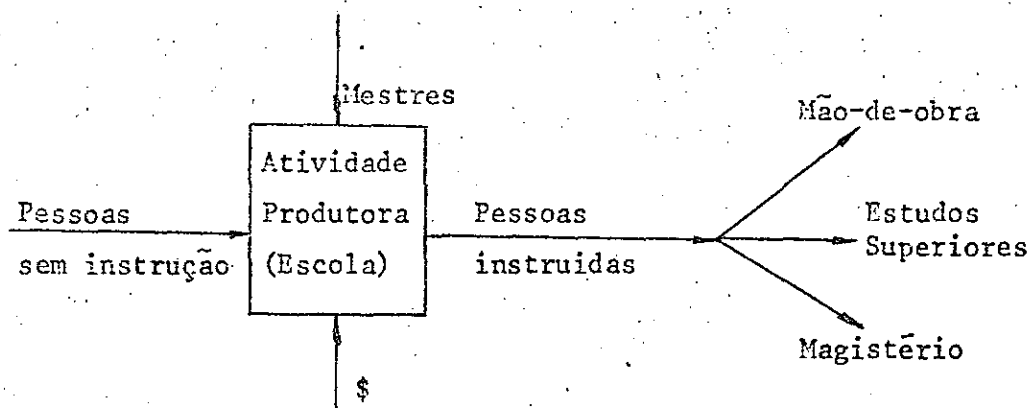 Mestres
Mão-de-obra
Atividade
Produtora
(Escola)
Pessoas
sem instrução
Pessoas
instruidas
Estudos
Superiores
Magistério
$